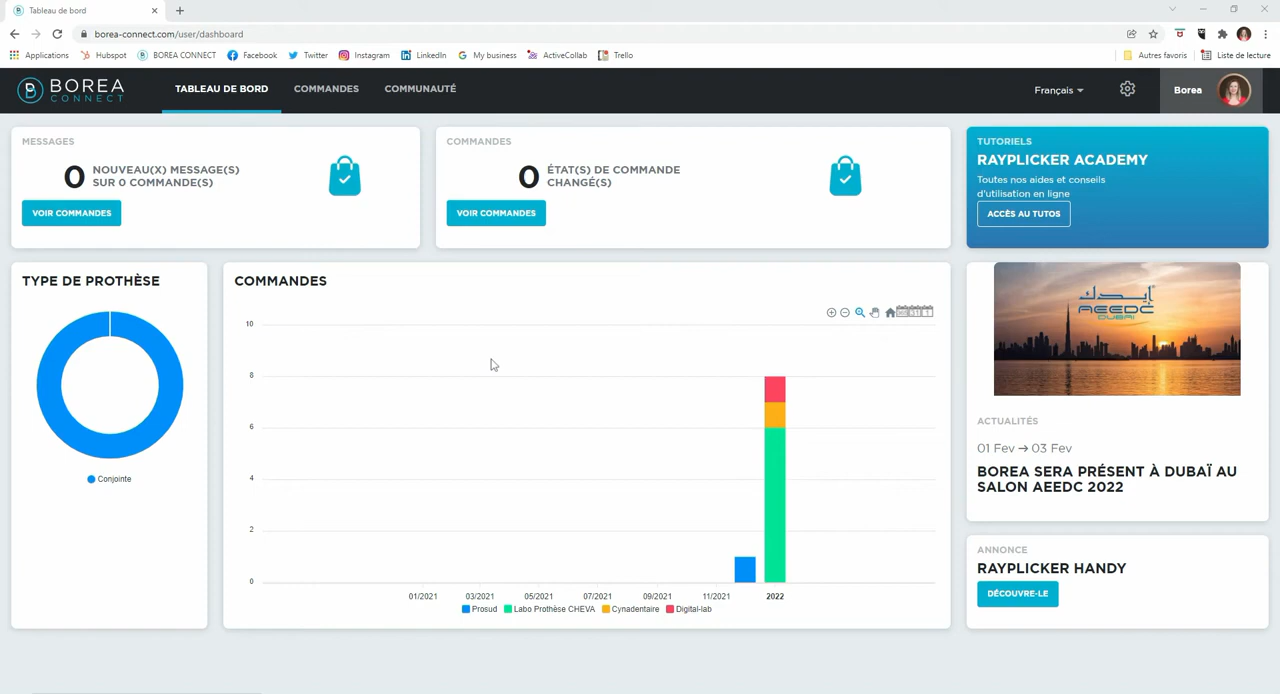 Tableau de bord
borea-connect.com/user/dashboard
Applications
Hubspot
BOREA CONNECT
Facebook
Twitter
Instagram
LinkedIn
My business
ActiveCollab
Trello
Autres favoris
Liste de lecture
BOREA
CONNECT
TABLEAU DE BORD
COMMANDES
COMMUNAUTÉ
Français
Borea
MESSAGES
0
NOUVEAU(X) MESSAGE(S)
SUR 0 COMMANDE(S)
VOIR COMMANDES
COMMANDES
0
ÉTAT(S) DE COMMANDE
CHANGÉ(S)
VOIR COMMANDES
TUTORIELS
RAYPLICKER ACADEMY
Toutes nos aides et conseils
d'utilisation en ligne
ACCÈS AU TUTOS
TYPE DE PROTHÈSE
Conjointe
COMMANDES
10
8
6
4
2
0
01/2021
03/2021
05/2021
07/2021
09/2021
11/2021
2022
Prosud
Labo Prothèse CHEVA
Cynadentaire
Digital-lab
إيدك
AEEDC
DUBAI
ACTUALITÉS
01 Fev → 03 Fev
BOREA SERA PRÉSENT À DUBAÏ AU
SALON AEEDC 2022
ANNONCE
RAYPLICKER HANDY
DÉCOUVRE-LE